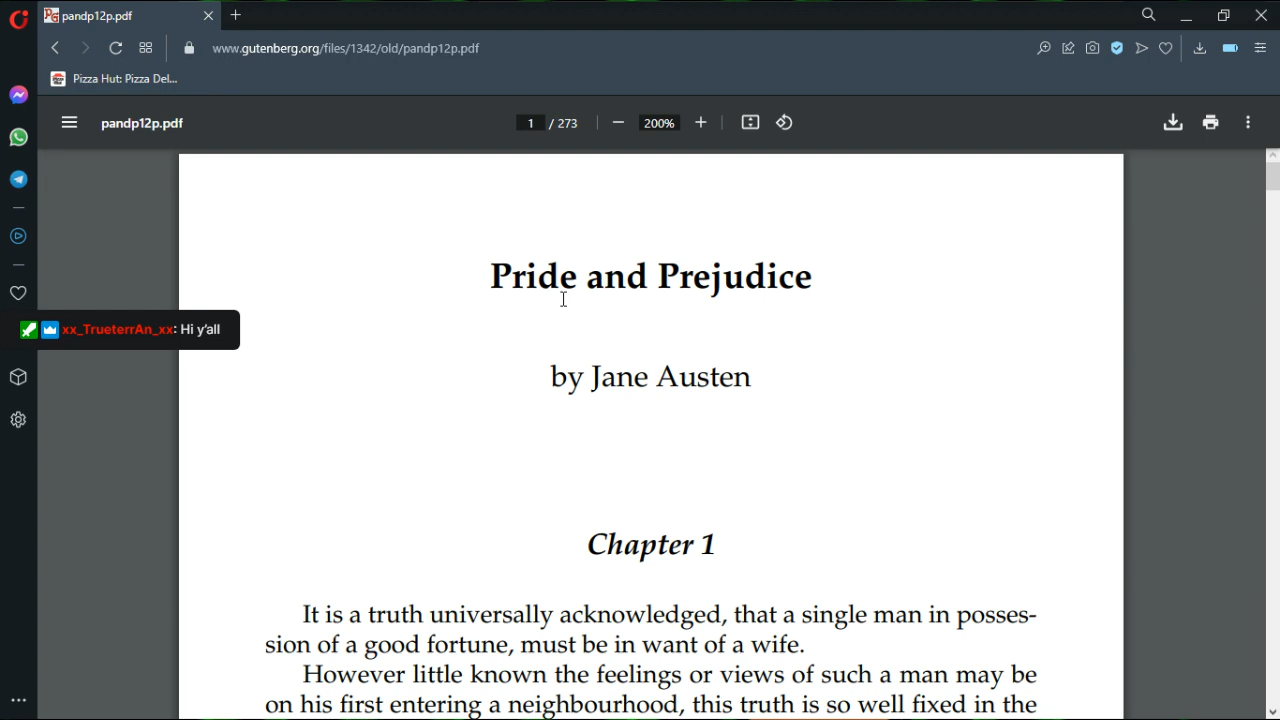 pandp12p.pdf
www.gutenberg.org/files/1342/old/pandp12p.pdf
Pizza Hut: Pizza Del...
pandp12p.pdf
1 / 273
200%
Pride and Prejudice
xx_TrueterrAn_xx: Hi y'all
by Jane Austen
Chapter 1
It is a truth universally acknowledged, that a single man in posses-
sion of a good fortune, must be in want of a wife.
However little known the feelings or views of such a man may be
on his first entering a neighbourhood, this truth is so well fixed in the